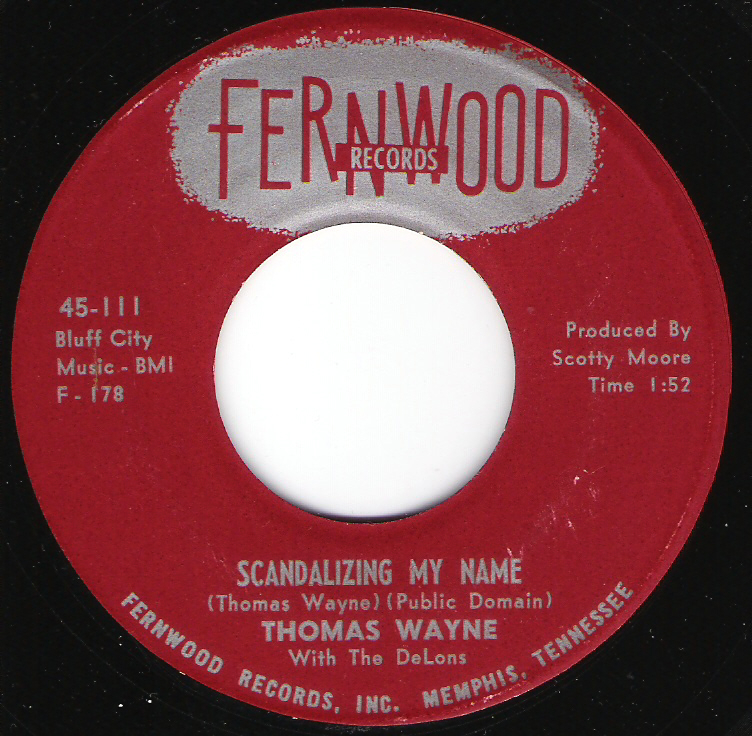 FERNWOOD
RECORDS
45-111
Bluff City
Music - BMI
F - 178
Produced By
Scotty Moore
Time 1:52
SCANDALIZING MY NAME
(Thomas Wayne) (Public Domain)
THOMAS WAYNE
With The DeLons
FERNWOOD RECORDS, INC. MEMPHIS, TENNESSEE